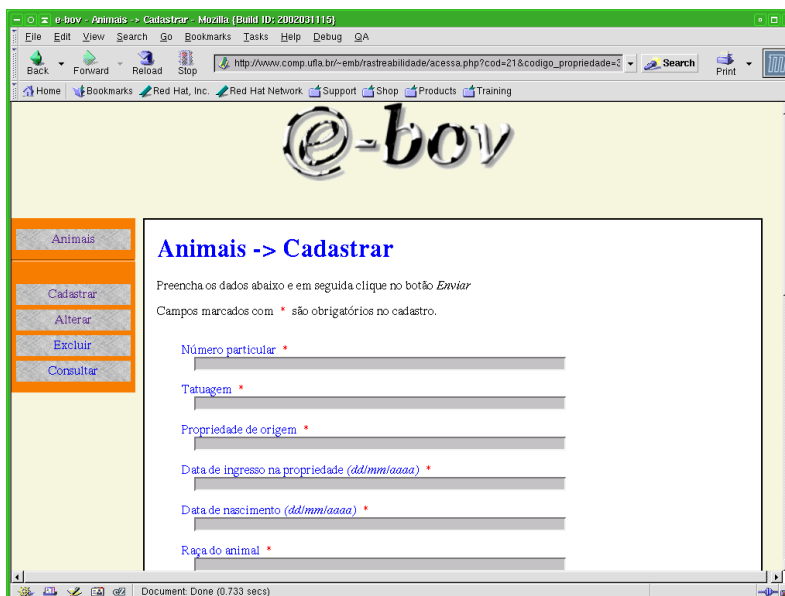 e-bov - Animais -> Cadastrar - Mozilla {Build ID: 2002031115}
File Edit View Search Go Bookmarks Tasks Help Debug QA
Back Forward Reload Stop http://www.comp.ufla.br/~emb/rastreabilidade/acessa.php?cod=21&codigo_propriedade=3 Search Print
Home Bookmarks Red Hat, Inc. Red Hat Network Support Shop Products Training
e-bov
Animais
Cadastrar
Alterar
Excluir
Consultar
Animais -> Cadastrar
Preencha os dados abaixo e em seguida clique no botão Enviar
Campos marcados com * são obrigatórios no cadastro.
Número particular *
Tatuagem *
Propriedade de origem *
Data de ingresso na propriedade (dd/mm/aaaa) *
Data de nascimento (dd/mm/aaaa) *
Raça do animal *
Document: Done (0.733 secs)